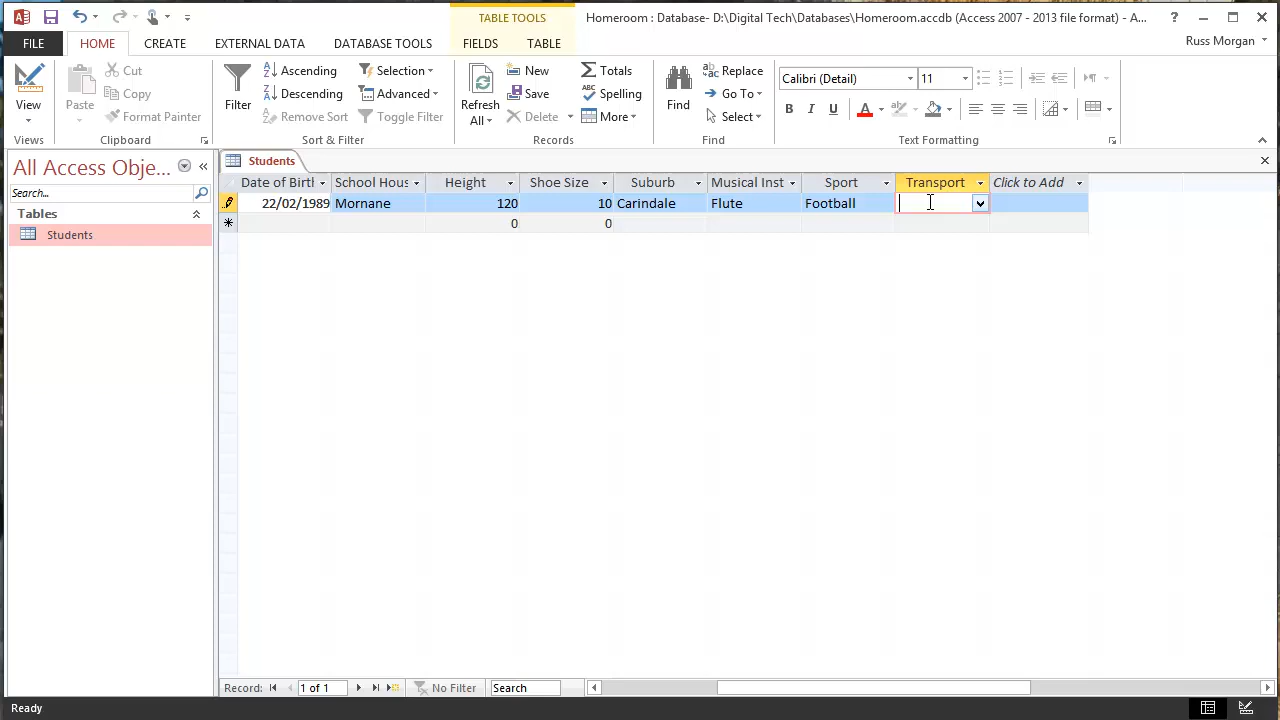 TABLE TOOLS
Homeroom : Database- D:\Digital Tech\Databases\Homeroom.accdb (Access 2007 - 2013 file format) - A...
FILE HOME CREATE EXTERNAL DATA DATABASE TOOLS FIELDS TABLE
Russ Morgan
View
Views
Paste
Cut
Copy
Format Painter
Clipboard
Filter
Ascending
Descending
Remove Sort
Selection
Advanced
Toggle Filter
Sort & Filter
Refresh
All
New
Save
Delete
Totals
Spelling
More
Records
Find
Replace
Go To
Select
Find
Calibri (Detail) 11
B I U A
Text Formatting
All Access Obje...
Search...
Tables
Students
Students
Date of Birtl School Hous Height Shoe Size Suburb Musical Inst Sport Transport Click to Add
22/02/1989 Mornane 120 10 Carindale Flute Football
0 0
Record: 1 of 1 No Filter Search
Ready